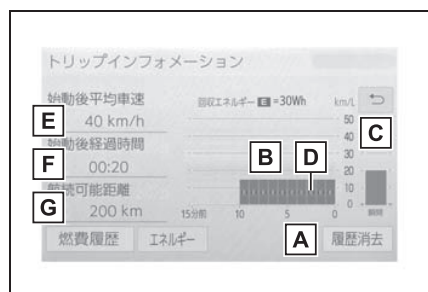 トリップインフォメーション
始動後平均車速
回収エネルギー E =30Wh
km/L
E
40 km/h
50
40
C
始動後経過時間
30
F
B
D
00:20
20
航続可能距離
10
G
200 km
0
15分前
10
5
0
瞬間
A
燃費履歴
エネルギー
履歴消去